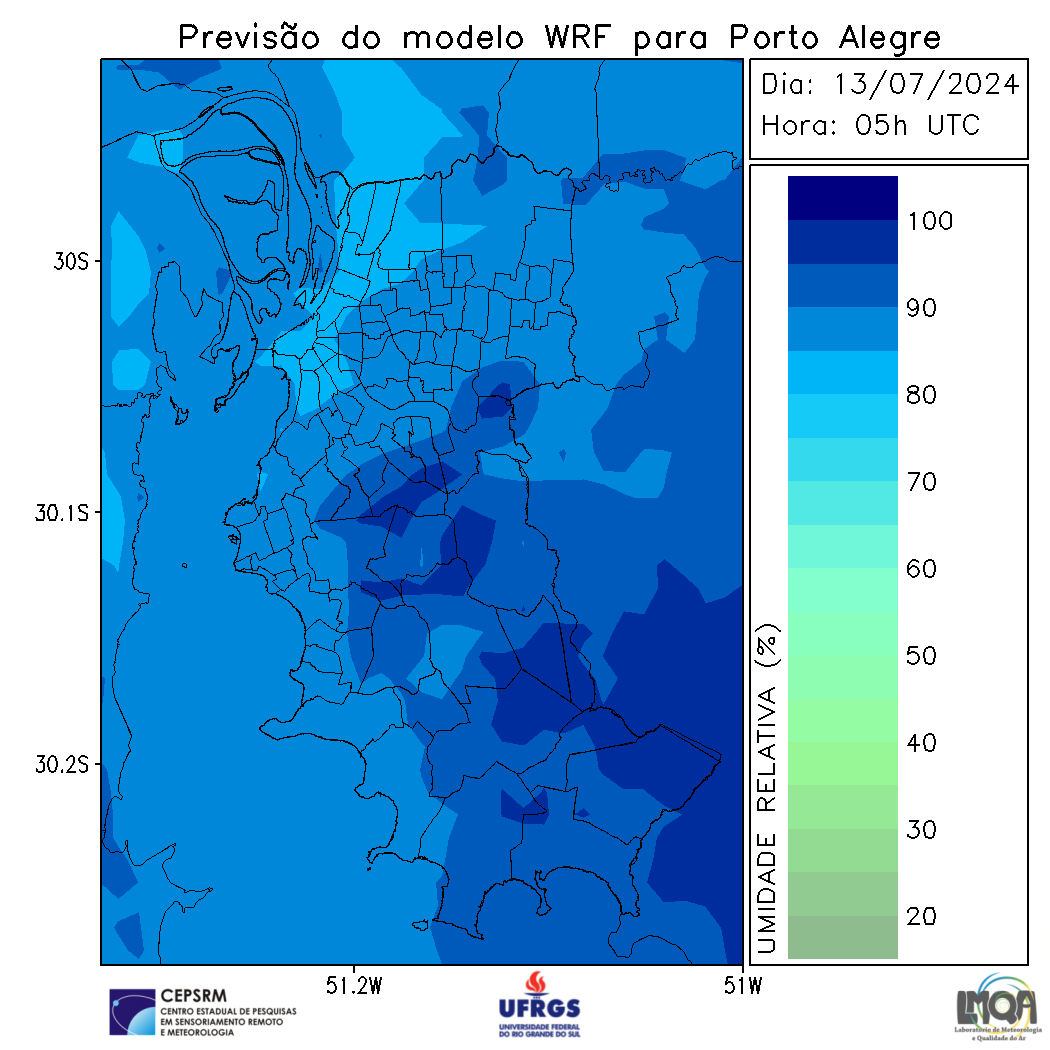 Previsão do modelo WRF para Porto Alegre
Dia: 13/07/2024
Hora: 05h UTC
30S
30.1S
30.2S
51.2W
51W
100
90
80
70
60
50
40
30
20
UMIDADE RELATIVA (%)
CEPSRM
CENTRO ESTADUAL DE PESQUISAS
EM SENSORIAMENTO REMOTO
E METEOROLOGIA
UFRGS
UNIVERSIDADE FEDERAL
DO RIO GRANDE DO SUL
LMQA
Laboratório de Meteorologia
e Qualidade do Ar